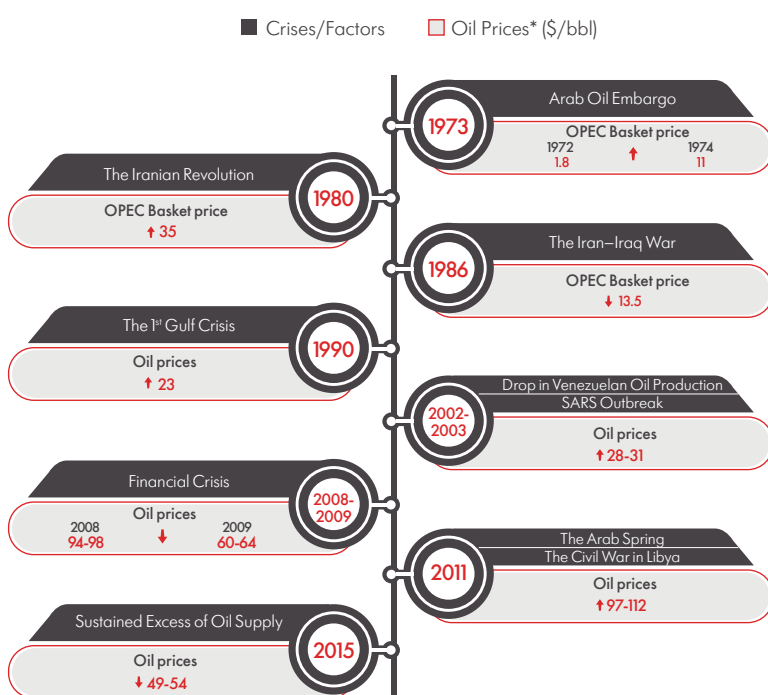 Crises/Factors
Oil Prices* ($/bbl)
1973
Arab Oil Embargo
OPEC Basket price
1972 1974
1.8 11
The Iranian Revolution
1980
OPEC Basket price
35
1986
The Iran–Iraq War
OPEC Basket price
13.5
The 1st Gulf Crisis
1990
Oil prices
23
2002-
2003
Drop in Venezuelan Oil Production
SARS Outbreak
Oil prices
28-31
Financial Crisis
2008-
2009
Oil prices
2008 2009
94-98 60-64
2011
The Arab Spring
The Civil War in Libya
Oil prices
97-112
Sustained Excess of Oil Supply
2015
Oil prices
49-54